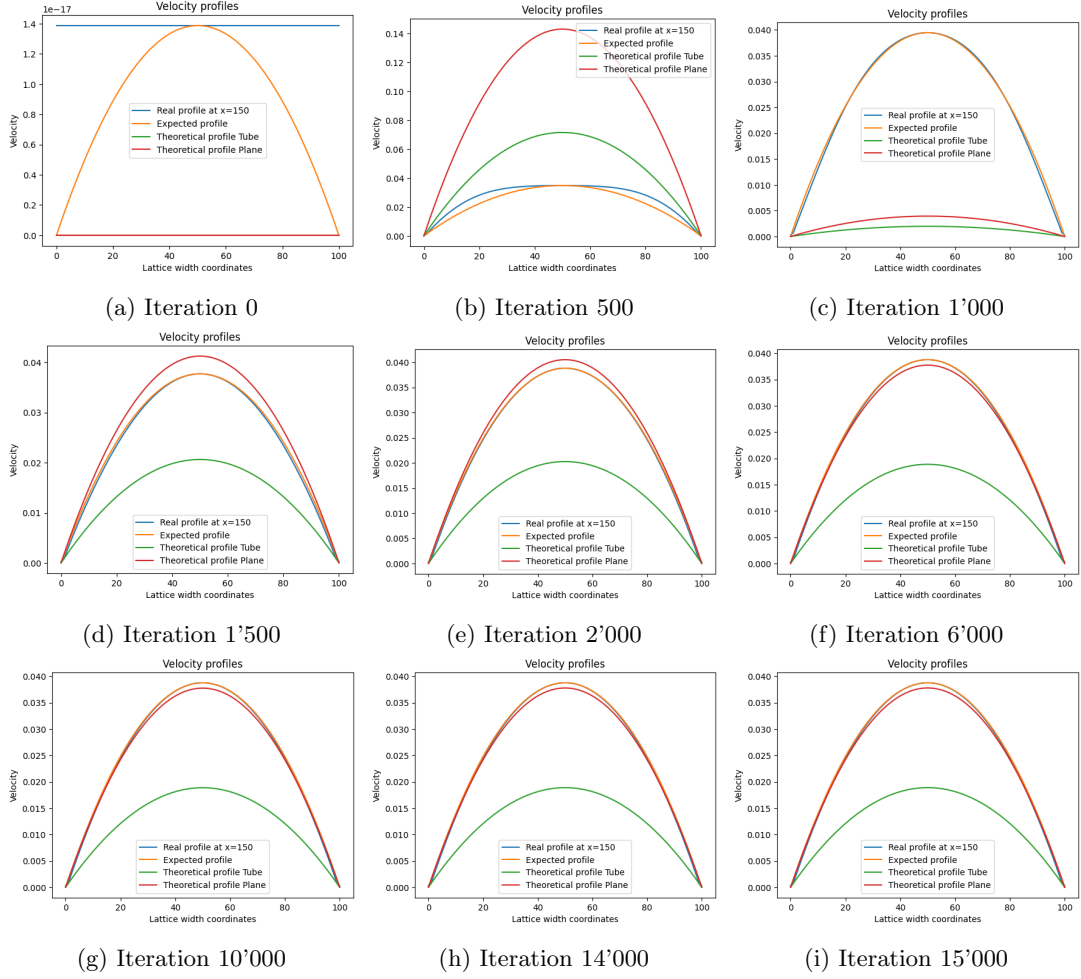 Velocity profiles
1e−17
1.4
1.2
1.0
0.8
0.6
0.4
0.2
0.0
Velocity
Real profile at x=150
Expected profile
Theoretical profile Tube
Theoretical profile Plane
0 20 40 60 80 100
Lattice width coordinates
(a) Iteration 0
Velocity profiles
0.14
0.12
0.10
0.08
0.06
0.04
0.02
0.00
Velocity
Real profile at x=150
Expected profile
Theoretical profile Tube
Theoretical profile Plane
0 20 40 60 80 100
Lattice width coordinates
(b) Iteration 500
Velocity profiles
0.040
0.035
0.030
0.025
0.020
0.015
0.010
0.005
0.000
Velocity
Real profile at x=150
Expected profile
Theoretical profile Tube
Theoretical profile Plane
0 20 40 60 80 100
Lattice width coordinates
(c) Iteration 1'000
Velocity profiles
0.04
0.03
0.02
0.01
0.00
Velocity
Real profile at x=150
Expected profile
Theoretical profile Tube
Theoretical profile Plane
0 20 40 60 80 100
Lattice width coordinates
(d) Iteration 1'500
Velocity profiles
0.040
0.035
0.030
0.025
0.020
0.015
0.010
0.005
0.000
Velocity
Real profile at x=150
Expected profile
Theoretical profile Tube
Theoretical profile Plane
0 20 40 60 80 100
Lattice width coordinates
(e) Iteration 2'000
Velocity profiles
0.040
0.035
0.030
0.025
0.020
0.015
0.010
0.005
0.000
Velocity
Real profile at x=150
Expected profile
Theoretical profile Tube
Theoretical profile Plane
0 20 40 60 80 100
Lattice width coordinates
(f) Iteration 6'000
Velocity profiles
0.040
0.035
0.030
0.025
0.020
0.015
0.010
0.005
0.000
Velocity
Real profile at x=150
Expected profile
Theoretical profile Tube
Theoretical profile Plane
0 20 40 60 80 100
Lattice width coordinates
(g) Iteration 10'000
Velocity profiles
0.040
0.035
0.030
0.025
0.020
0.015
0.010
0.005
0.000
Velocity
Real profile at x=150
Expected profile
Theoretical profile Tube
Theoretical profile Plane
0 20 40 60 80 100
Lattice width coordinates
(h) Iteration 14'000
Velocity profiles
0.040
0.035
0.030
0.025
0.020
0.015
0.010
0.005
0.000
Velocity
Real profile at x=150
Expected profile
Theoretical profile Tube
Theoretical profile Plane
0 20 40 60 80 100
Lattice width coordinates
(i) Iteration 15'000